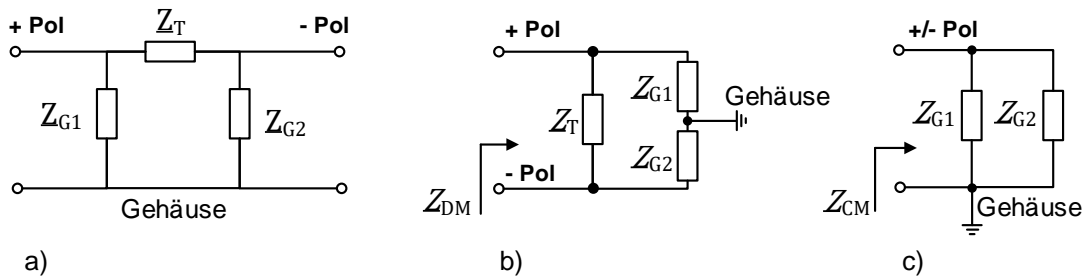 + Pol
Z_T
- Pol
Z_G1
Z_G2
Gehäuse
a)
+ Pol
Z_T
Z_G1
Gehäuse
Z_G2
- Pol
Z_DM
b)
+/- Pol
Z_G1
Z_G2
Z_CM
Gehäuse
c)